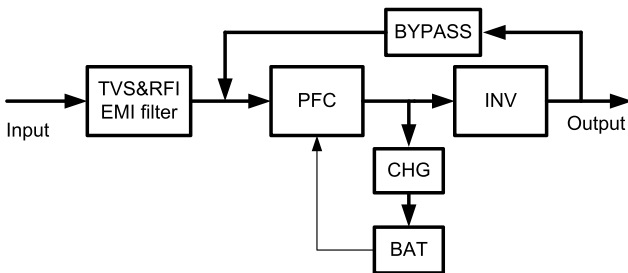 BYPASS
TVS&RFI
EMI filter
PFC
INV
Input
Output
CHG
BAT